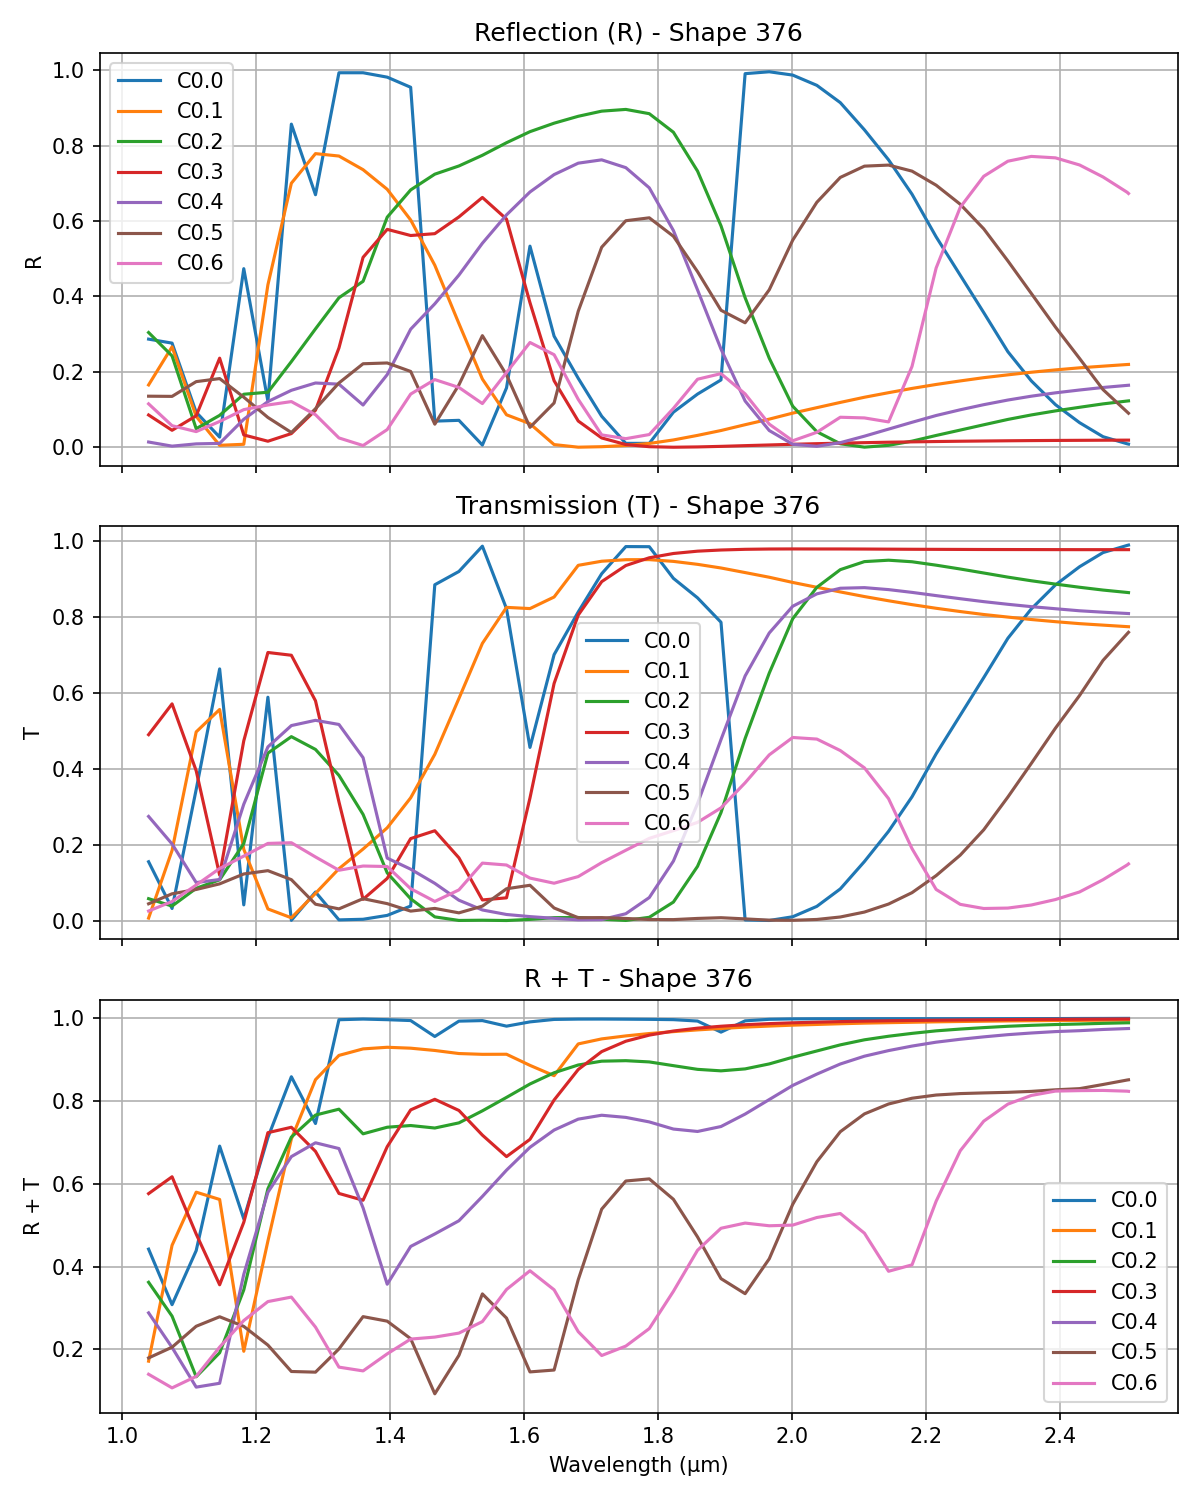 Reflection (R) - Shape 376
1.0
0.8
0.6
0.4
0.2
0.0
R
C0.0
C0.1
C0.2
C0.3
C0.4
C0.5
C0.6
Transmission (T) - Shape 376
1.0
0.8
0.6
0.4
0.2
0.0
T
C0.0
C0.1
C0.2
C0.3
C0.4
C0.5
C0.6
R + T - Shape 376
1.0
0.8
0.6
0.4
0.2
R + T
C0.0
C0.1
C0.2
C0.3
C0.4
C0.5
C0.6
1.0 1.2 1.4 1.6 1.8 2.0 2.2 2.4
Wavelength (μm)